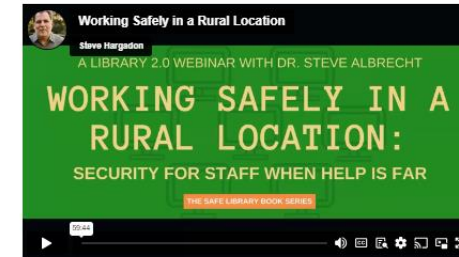 Working Safely in a Rural Location
Steve Hargadon
A LIBRARY 2.0 WEBINAR WITH DR. STEVE ALBRECHT
WORKING SAFELY IN A
RURAL LOCATION:
SECURITY FOR STAFF WHEN HELP IS FAR
THE SAFE LIBRARY BOOK SERIES
59:44
CC